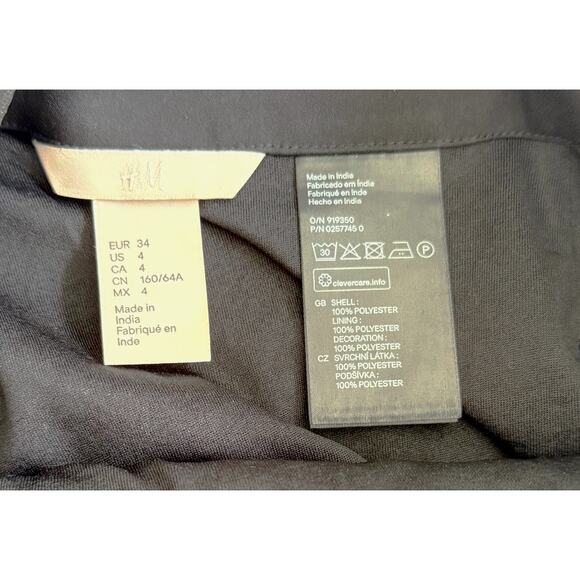 H&M
EUR 34
US 4
CA 4
CN 160/64A
MX 4
Made in
India
Fabriqué en
Inde
Made in India
Fabricado em Índia
Fabriqué en Inde
Hecho en India
O/N 919350
P/N 0257745 0
30
P
clevercare.info
GB SHELL :
100% POLYESTER
LINING :
100% POLYESTER
DECORATION :
100% POLYESTER
CZ SVRCHNÍ LÁTKA :
100% POLYESTER
PODŠÍVKA :
100% POLYESTER